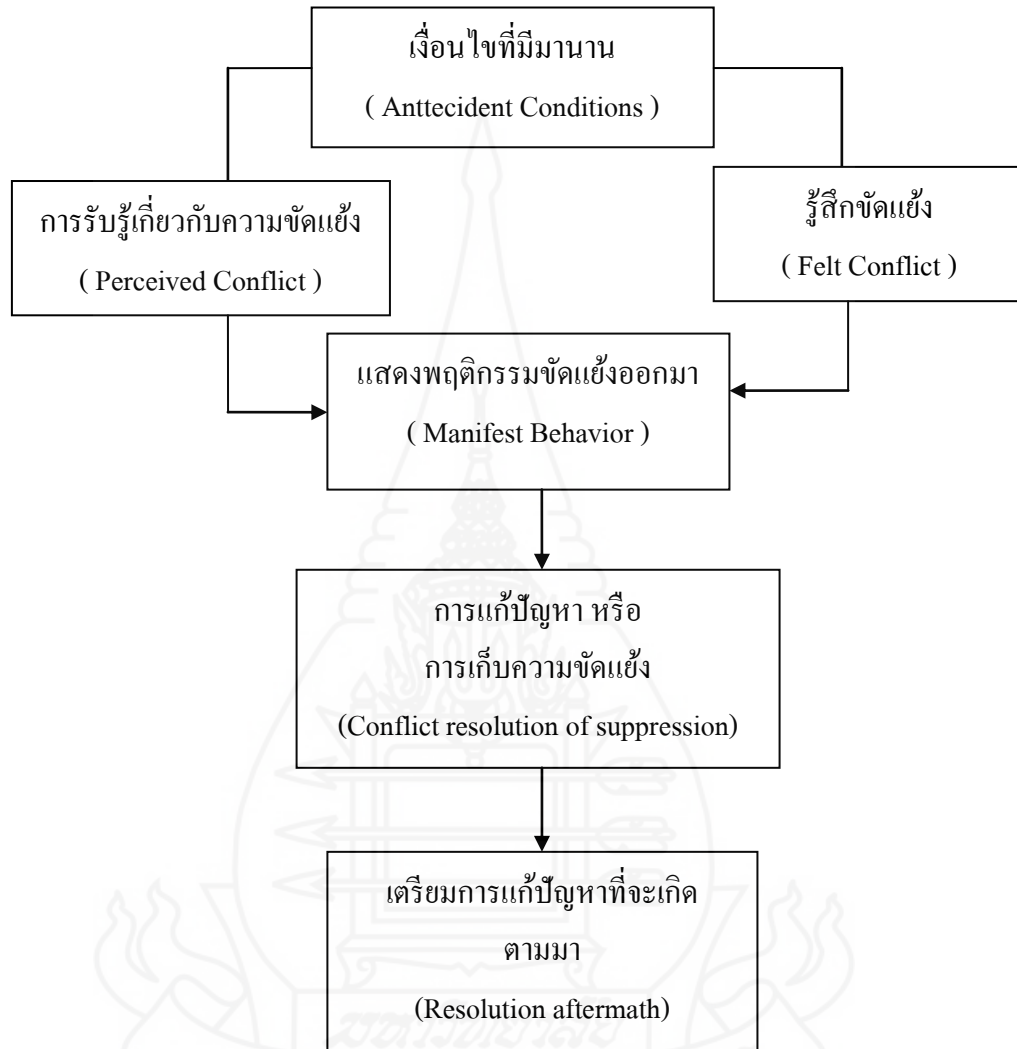 เงื่อนไขที่มีมานาน
( Anttecident Conditions )
การรับรู้เกี่ยวกับความขัดแย้ง
( Perceived Conflict )
รู้สึกขัดแย้ง
( Felt Conflict )
แสดงพฤติกรรมขัดแย้งออกมา
( Manifest Behavior )
การแก้ปัญหา หรือ
การเก็บความขัดแย้ง
(Conflict resolution of suppression)
เตรียมการแก้ปัญหาที่จะเกิด
ตามมา
(Resolution aftermath)